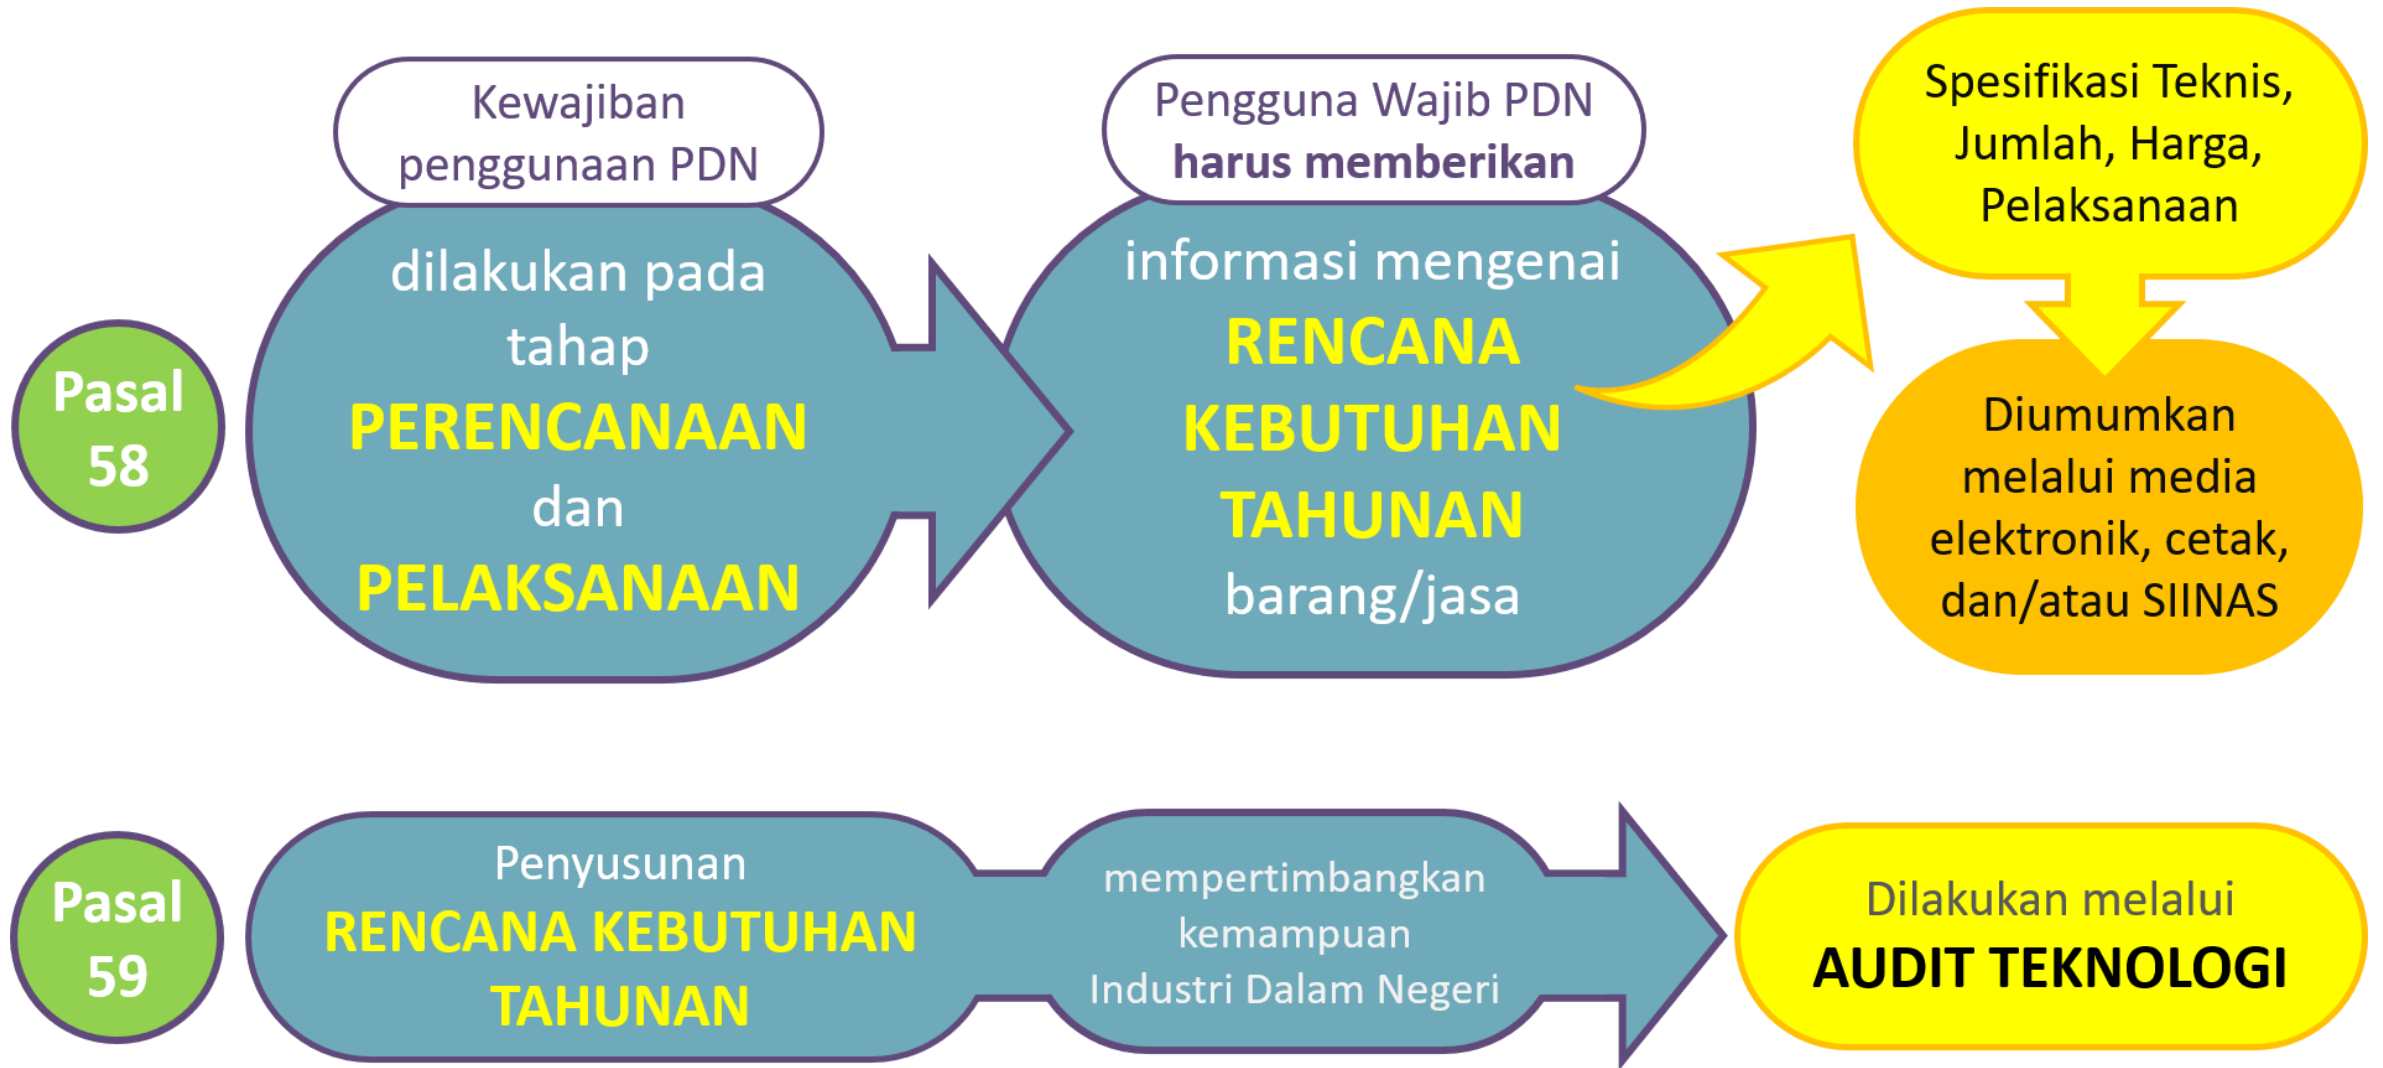 Pasal
58
Kewajiban
penggunaan PDN
dilakukan pada
tahap
PERENCANAAN
dan
PELAKSANAAN
Pengguna Wajib PDN
harus memberikan
informasi mengenai
RENCANA
KEBUTUHAN
TAHUNAN
barang/jasa
Spesifikasi Teknis,
Jumlah, Harga,
Pelaksanaan
Diumumkan
melalui media
elektronik, cetak,
dan/atau SIINAS
Pasal
59
Penyusunan
RENCANA KEBUTUHAN
TAHUNAN
mempertimbangkan
kemampuan
Industri Dalam Negeri
Dilakukan melalui
AUDIT TEKNOLOGI